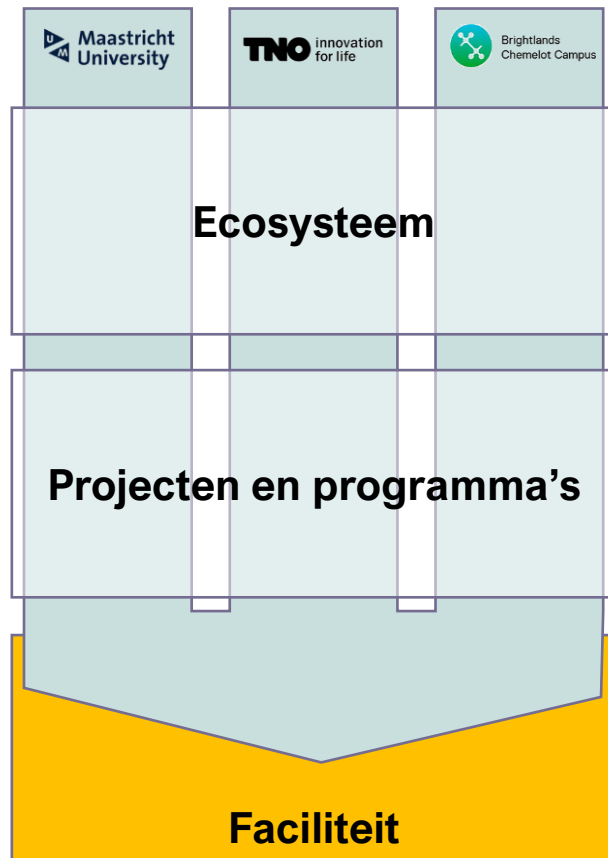 Maastricht
University
TNO innovation
for life
Brightlands
Chemelot Campus
Ecosysteem
Projecten en programma’s
Faciliteit